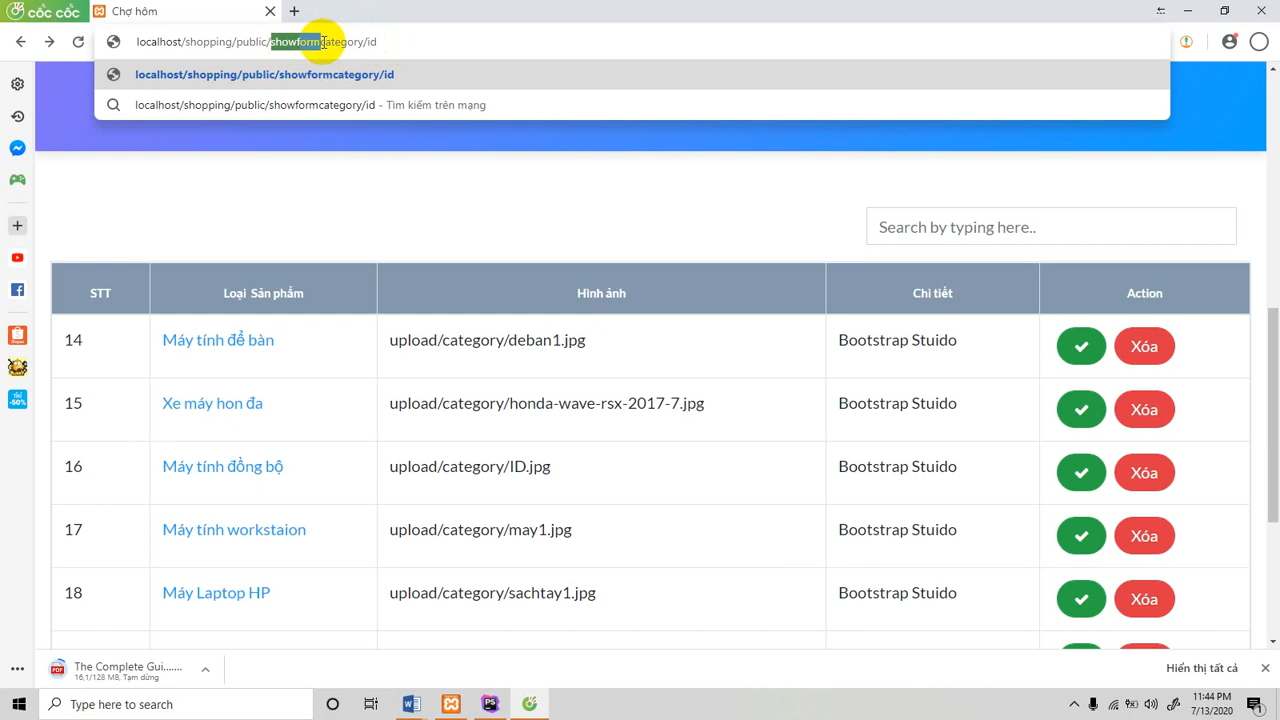 cốc cốc
Chợ hôm
localhost/shopping/public/showformcategory/id
localhost/shopping/public/showformcategory/id
localhost/shopping/public/showformcategory/id - Tìm kiếm trên mạng
Search by typing here..
STT Loại Sản phẩm Hình ảnh Chi tiết Action
14 Máy tính để bàn upload/category/deban1.jpg Bootstrap Stuido Xóa
15 Xe máy hon đa upload/category/honda-wave-rsx-2017-7.jpg Bootstrap Stuido Xóa
16 Máy tính đồng bộ upload/category/ID.jpg Bootstrap Stuido Xóa
17 Máy tính workstaion upload/category/may1.jpg Bootstrap Stuido Xóa
18 Máy Laptop HP upload/category/sachtay1.jpg Bootstrap Stuido Xóa
-50%
The Complete Gui.......
16,1/128 MB, Tạm dừng
Hiển thị tất cả
Type here to search
PS
11:44 PM
7/13/2020